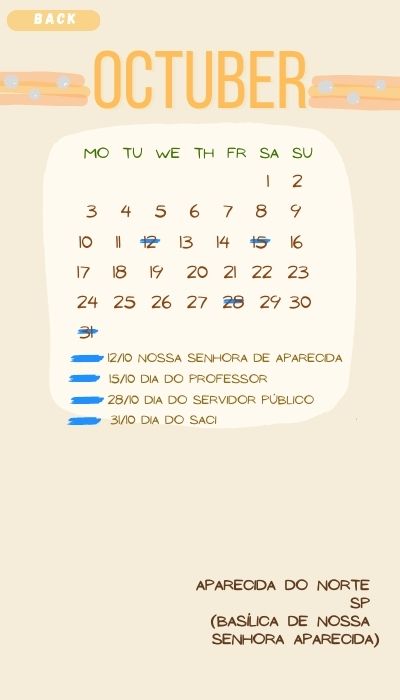 BACK
OCTUBER
MO TU WE TH FR SA SU
1 2
3 4 5 6 7 8 9
10 11 12 13 14 15 16
17 18 19 20 21 22 23
24 25 26 27 28 29 30
31
12/10 NOSSA SENHORA DE APARECIDA
15/10 DIA DO PROFESSOR
28/10 DIA DO SERVIDOR PÚBLICO
31/10 DIA DO SACI
APARECIDA DO NORTE
SP
(BASÍLICA DE NOSSA
SENHORA APARECIDA)